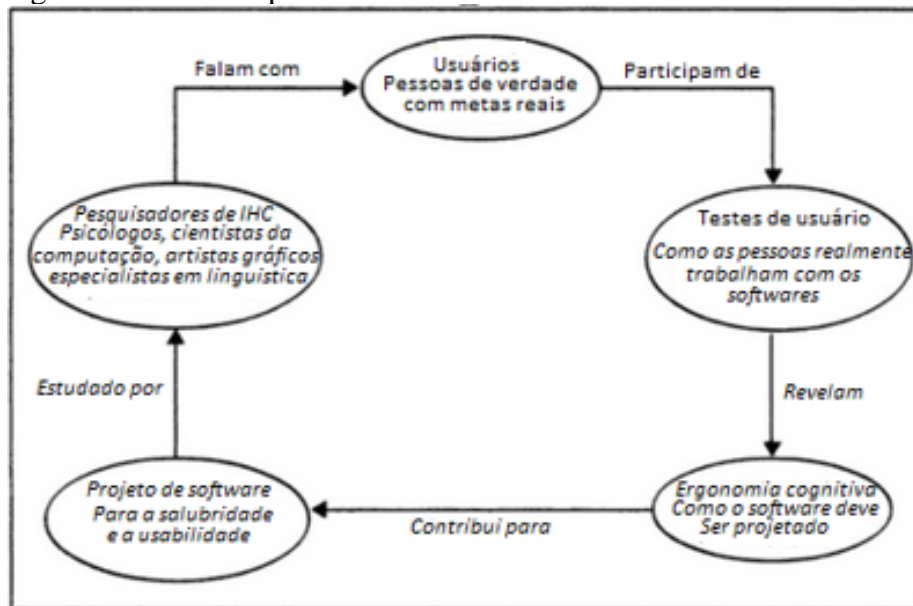 Usuários
Pessoas de verdade
com metas reais
Falam com
Participam de
Pesquisadores de IHC
Psicólogos, cientistas da
computação, artistas gráficos
especialistas em linguistica
Testes de usuário
Como as pessoas realmente
trabalham com os
softwares
Estudado por
Revelam
Projeto de software
Para a salubridade
e a usabilidade
Contribui para
Ergonomia cognitiva
Como o software deve
Ser projetado